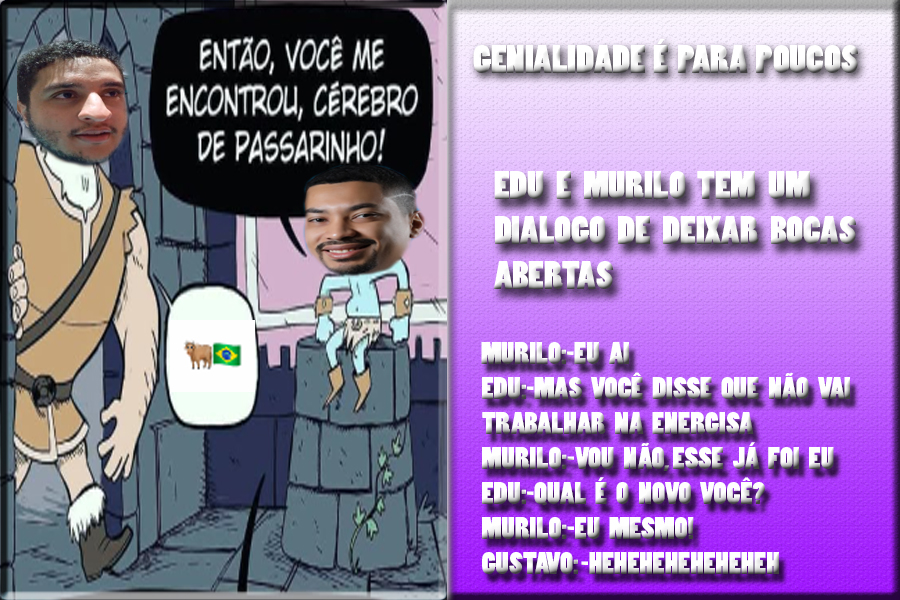 ENTÃO, VOCÊ ME
ENCONTROU, CÉREBRO
DE PASSARINHO!
GENIALIDADE É PARA POUCOS
EDU E MURILO TEM UM
DIALOGO DE DEIXAR BOCAS
ABERTAS
MURILO:-EU AI
EDU:-MAS VOCÊ DISSE QUE NÃO VAI
TRABALHAR NA ENERGISA
MURILO:-VOU NÃO, ESSE JÁ FOI EU
EDU:-QUAL É O NOVO VOCÊ?
MURILO:-EU MESMO!
GUSTAVO:-HEHEHEHEHEHEHEH